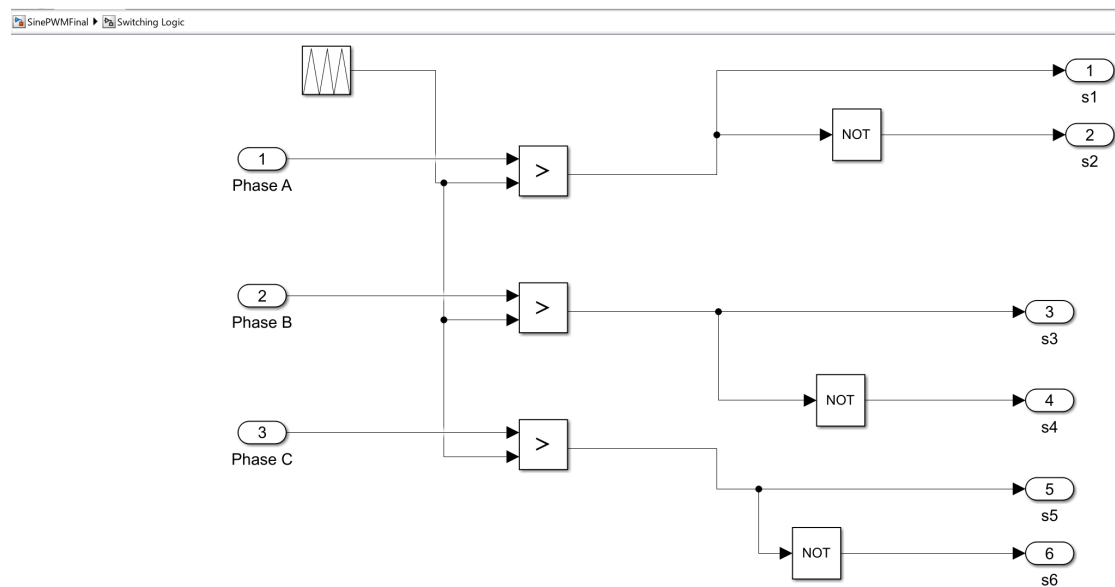 SinePWMFinal Switching Logic
1
s1
NOT
2
s2
1
Phase A
>
2
Phase B
>
3
s3
NOT
4
s4
3
Phase C
>
5
s5
NOT
6
s6